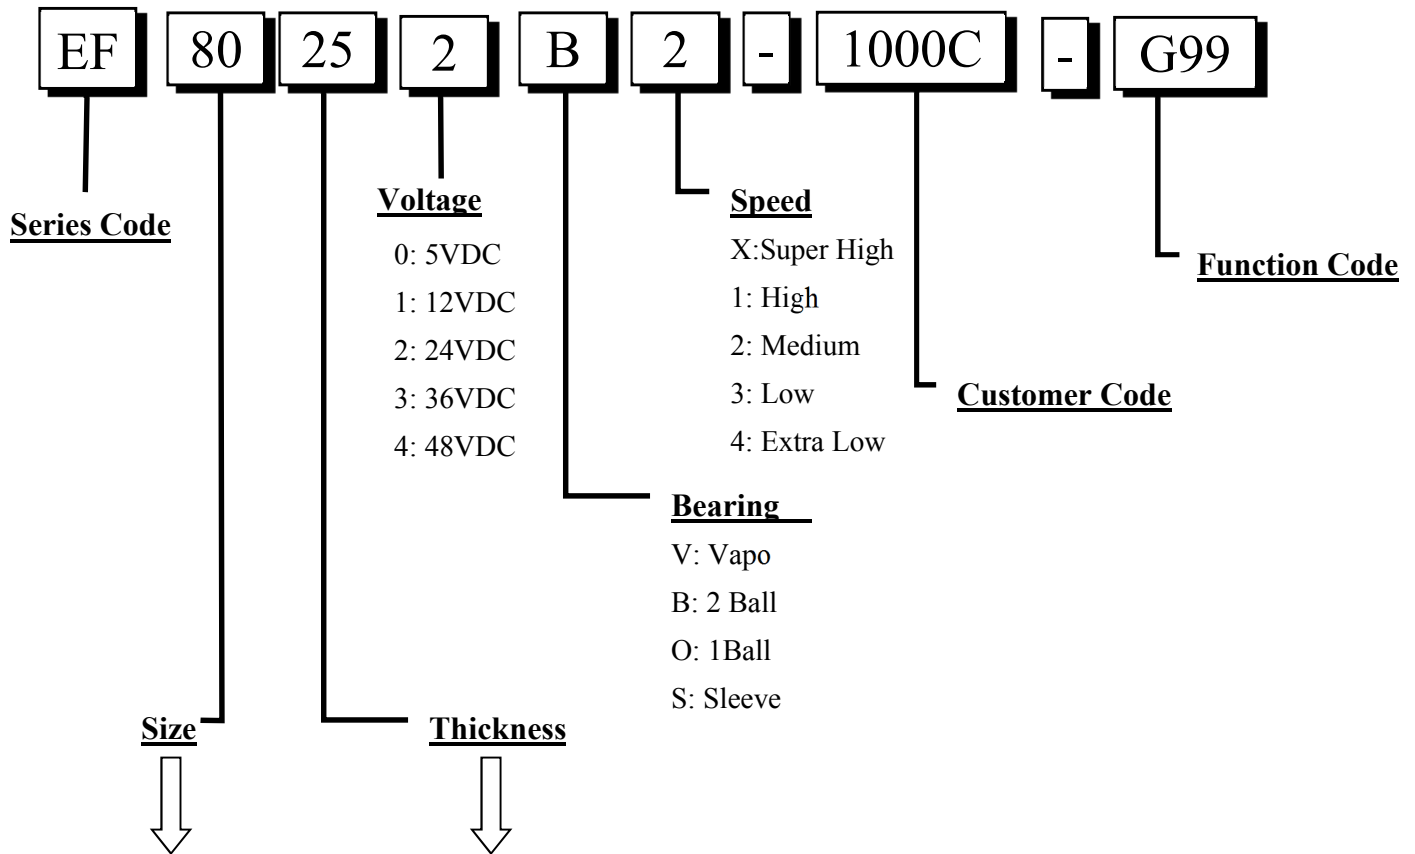 EF 80 25 2 B 2 - 1000C - G99
Series Code
Voltage
0: 5VDC
1: 12VDC
2: 24VDC
3: 36VDC
4: 48VDC
Speed
X:Super High
1: High
2: Medium
3: Low
4: Extra Low
Function Code
Customer Code
Bearing
V: Vapo
B: 2 Ball
O: 1Ball
S: Sleeve
Size
Thickness